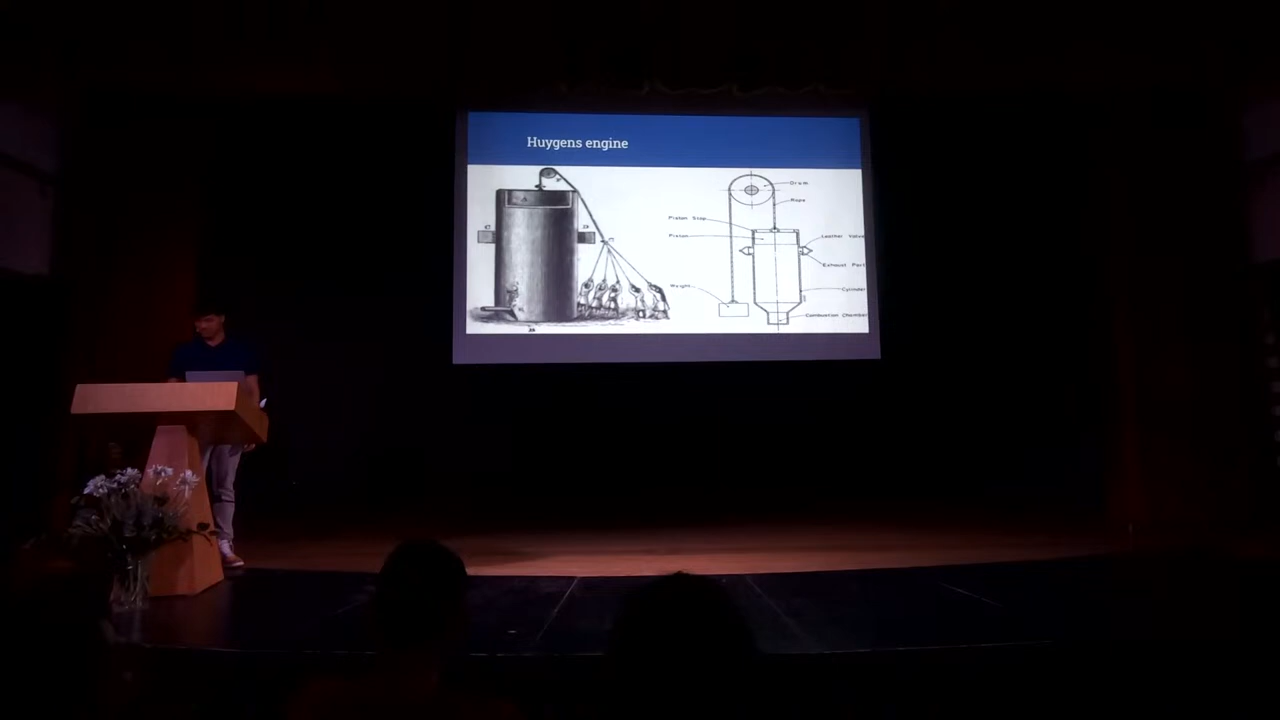 Huygens engine
Drum
Rope
Piston Stop
Piston
Leather Valve
Exhaust Port
Weight
Cylinder
Combustion Chamber
A
C
D
B